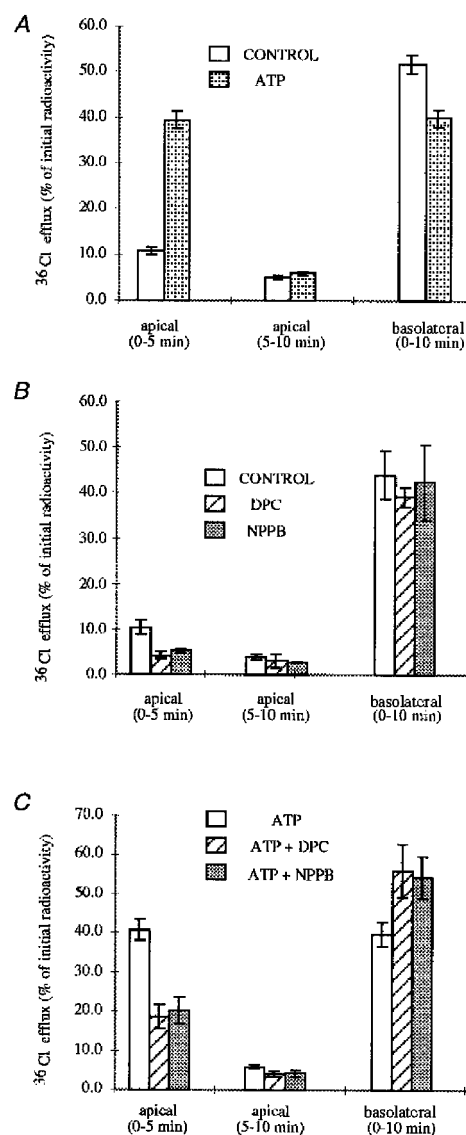 A
CONTROL
ATP
³⁶Cl efflux (% of initial radioactivity)
60.0
50.0
40.0
30.0
20.0
10.0
0.0
apical (0-5 min)
apical (5-10 min)
basolateral (0-10 min)
B
CONTROL
DPC
NPPB
³⁶Cl efflux (% of initial radioactivity)
60.0
50.0
40.0
30.0
20.0
10.0
0.0
apical (0-5 min)
apical (5-10 min)
basolateral (0-10 min)
C
ATP
ATP + DPC
ATP + NPPB
³⁶Cl efflux (% of initial radioactivity)
70.0
60.0
50.0
40.0
30.0
20.0
10.0
0.0
apical (0-5 min)
apical (5-10 min)
basolateral (0-10 min)